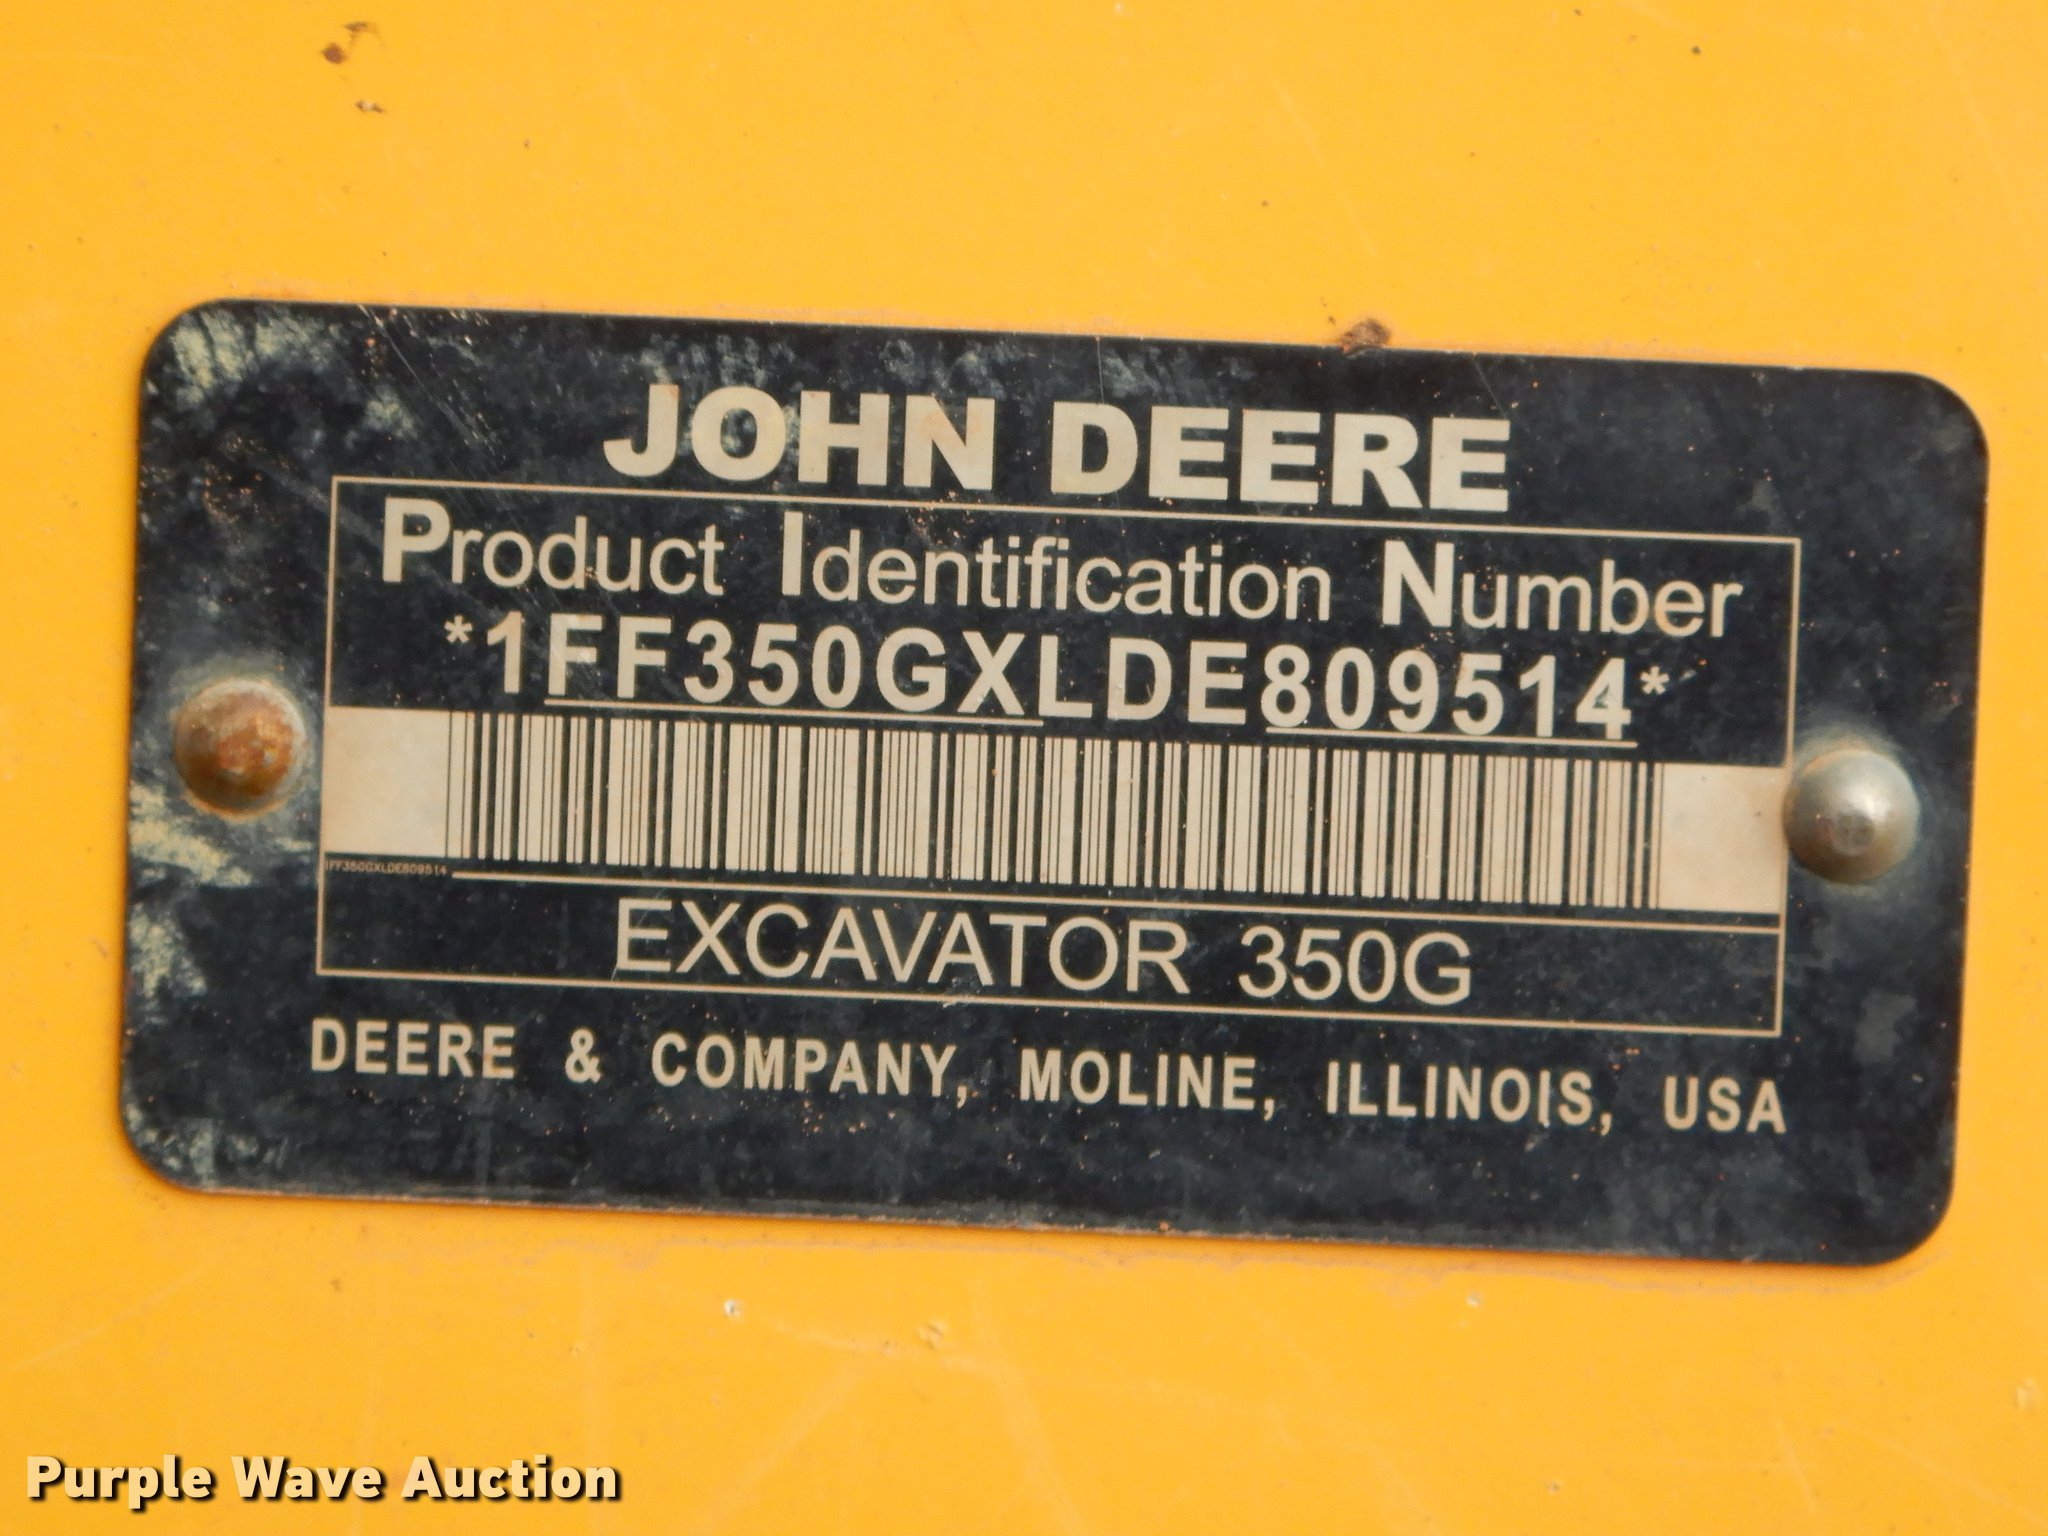 JOHN DEERE
Product Identification Number
*1FF350GXLDE809514*
1FF350GXLDE809514
EXCAVATOR 350G
DEERE & COMPANY, MOLINE, ILLINOIS, USA
Purple Wave Auction